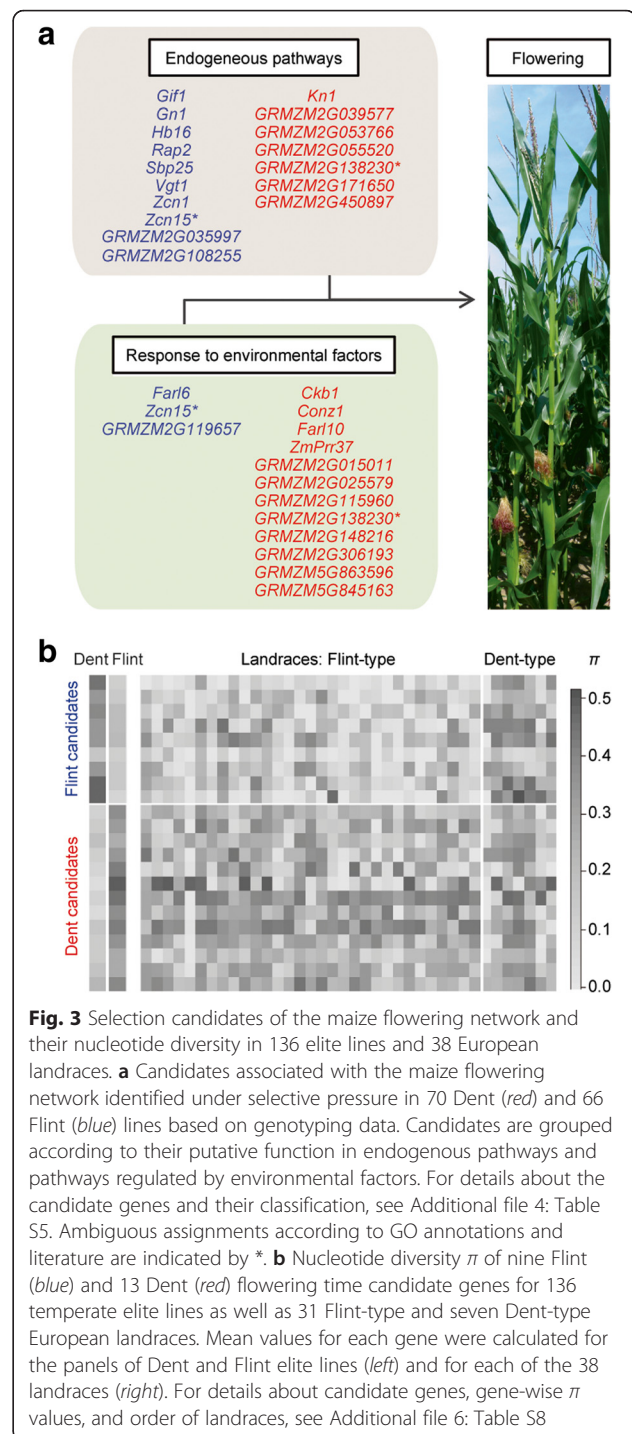 a
Endogeneous pathways
Flowering
Gif1
Gn1
Hb16
Rap2
Sbp25
Vgt1
Zcn1
Zcn15*
GRMZM2G035997
GRMZM2G108255
Kn1
GRMZM2G039577
GRMZM2G053766
GRMZM2G055520
GRMZM2G138230*
GRMZM2G171650
GRMZM2G450897
Response to environmental factors
Farl6
Zcn15*
GRMZM2G119657
Ckb1
Conz1
Farl10
ZmPrr37
GRMZM2G015011
GRMZM2G025579
GRMZM2G115960
GRMZM2G138230*
GRMZM2G148216
GRMZM2G306193
GRMZM5G863596
GRMZM5G845163
b
Dent Flint Landraces: Flint-type Dent-type π
Flint candidates
Dent candidates
0.5
0.4
0.3
0.2
0.1
0.0
Fig. 3 Selection candidates of the maize flowering network and
their nucleotide diversity in 136 elite lines and 38 European
landraces. a Candidates associated with the maize flowering
network identified under selective pressure in 70 Dent (red) and 66
Flint (blue) lines based on genotyping data. Candidates are grouped
according to their putative function in endogenous pathways and
pathways regulated by environmental factors. For details about the
candidate genes and their classification, see Additional file 4: Table
S5. Ambiguous assignments according to GO annotations and
literature are indicated by *. b Nucleotide diversity π of nine Flint
(blue) and 13 Dent (red) flowering time candidate genes for 136
temperate elite lines as well as 31 Flint-type and seven Dent-type
European landraces. Mean values for each gene were calculated for
the panels of Dent and Flint elite lines (left) and for each of the 38
landraces (right). For details about candidate genes, gene-wise π
values, and order of landraces, see Additional file 6: Table S8